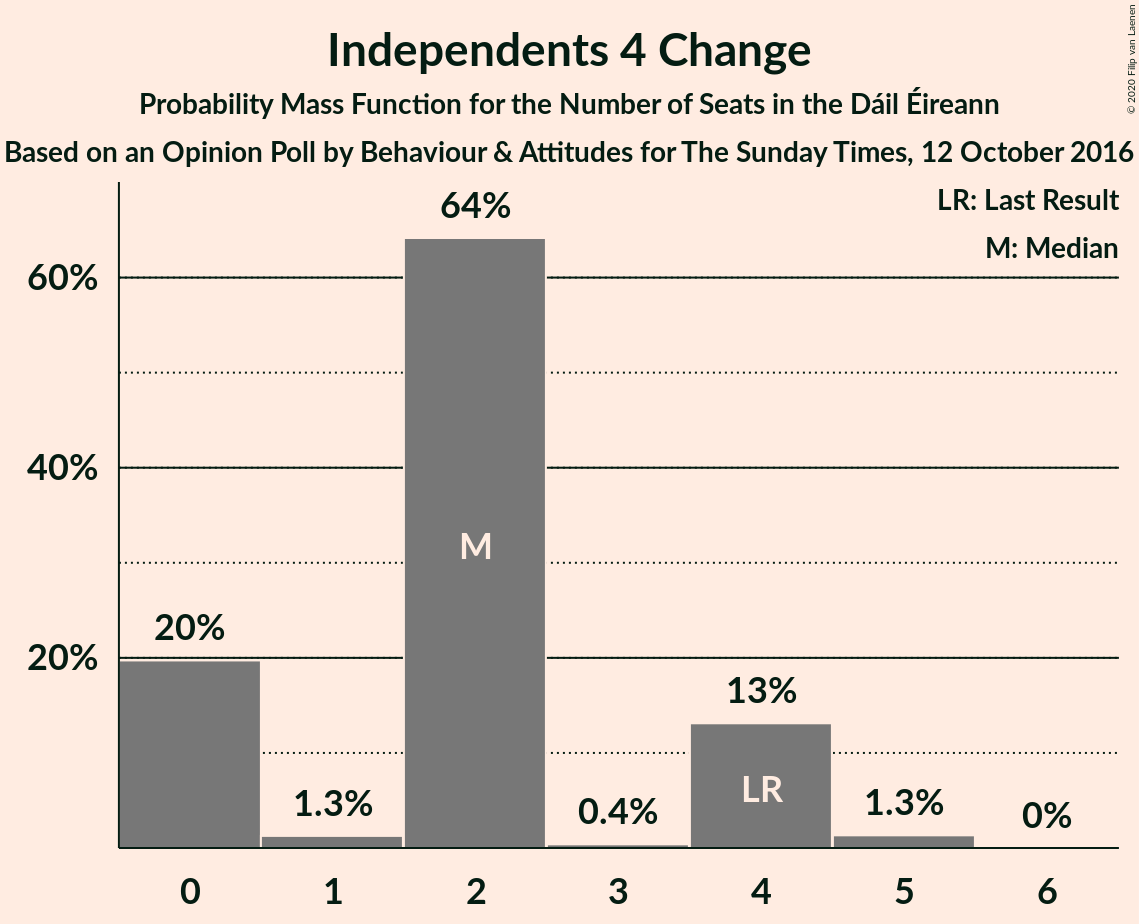 Independents 4 Change
Probability Mass Function for the Number of Seats in the Dáil Éireann
Based on an Opinion Poll by Behaviour & Attitudes for The Sunday Times, 12 October 2016
© 2020 Filip van Laenen
LR: Last Result
M: Median
60%
40%
20%
20%
1.3%
64%
M
0.4%
13%
LR
1.3%
0%
0 1 2 3 4 5 6